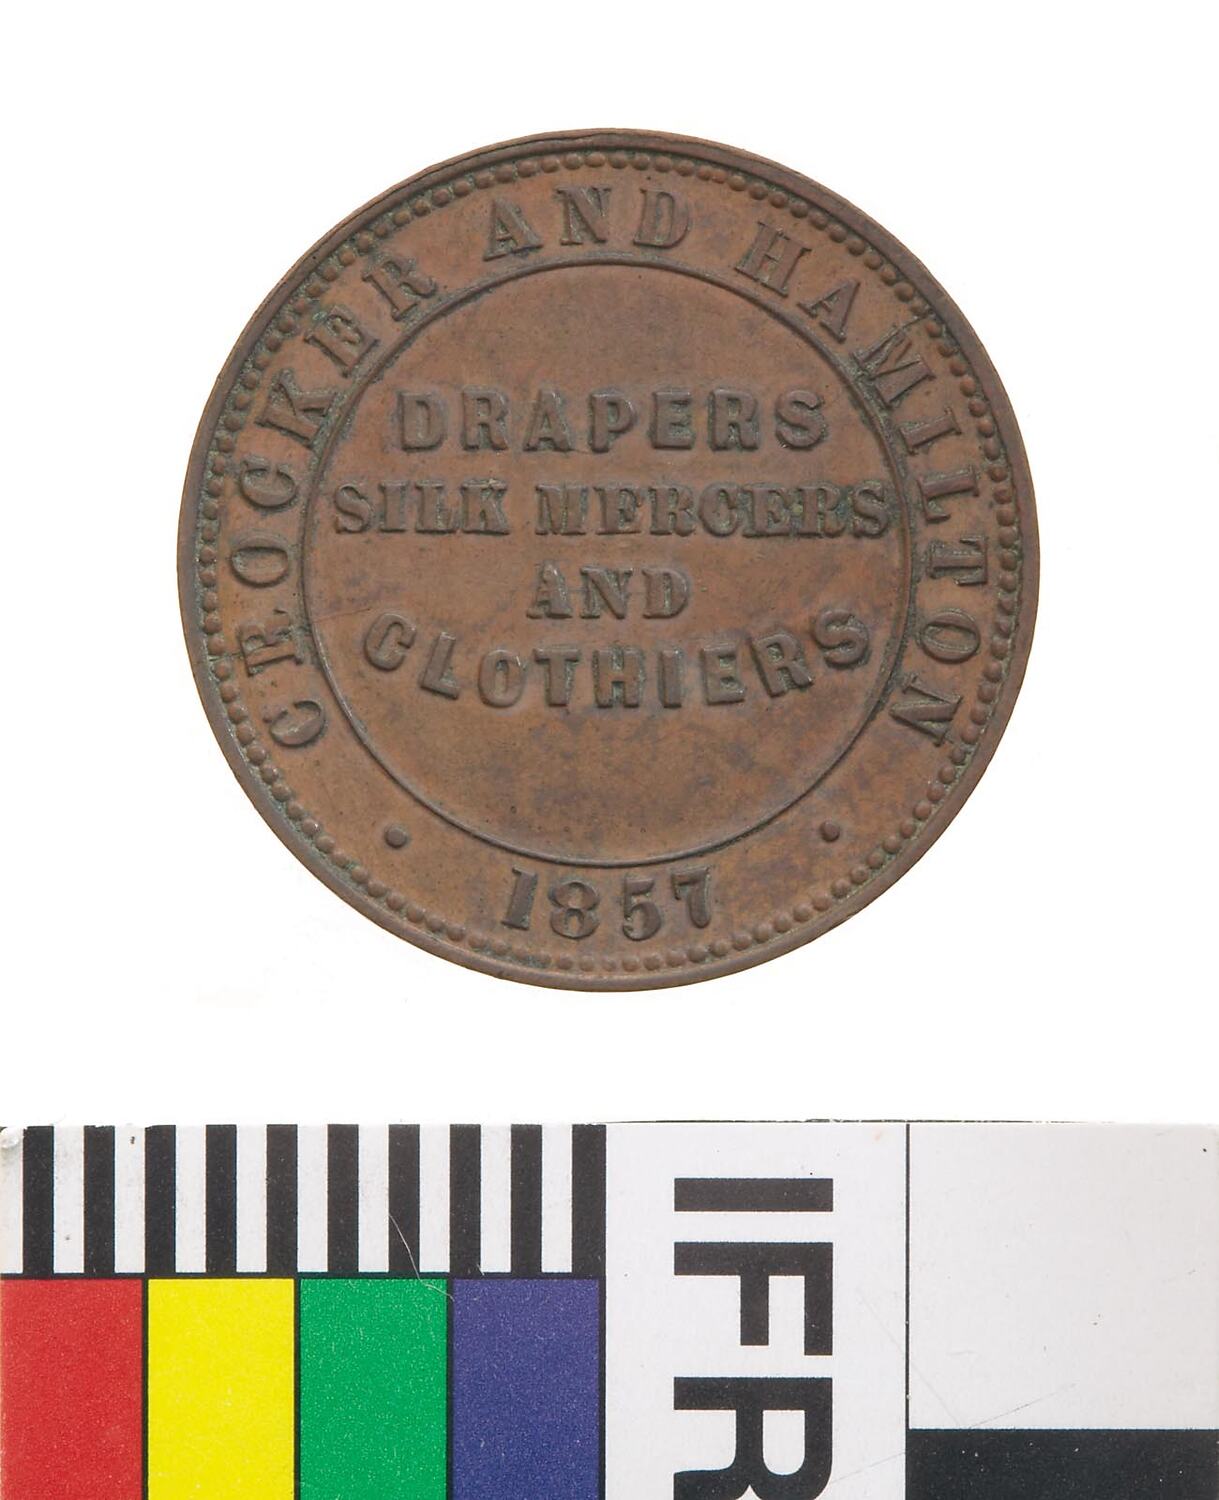 CROCKER AND HAMILTON
DRAPERS
SILK MERCERS
AND
CLOTHIERS
1857
IFR